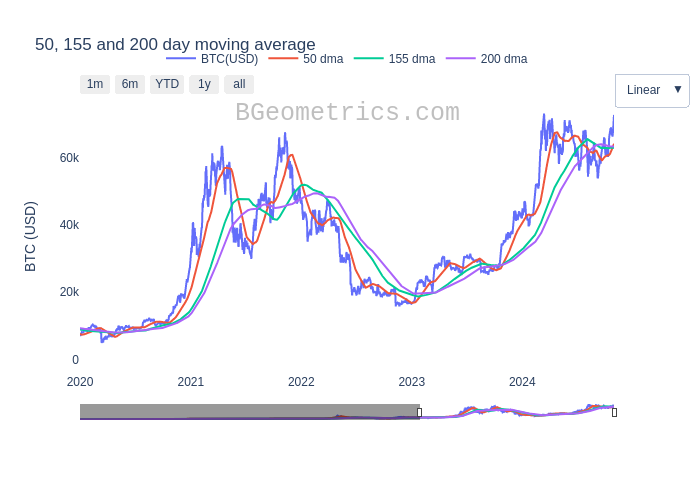 50, 155 and 200 day moving average
BTC(USD) 50 dma 155 dma 200 dma
1m 6m YTD 1y all
Linear ▼
BGeometrics.com
60k
40k
20k
0
BTC (USD)
2020 2021 2022 2023 2024